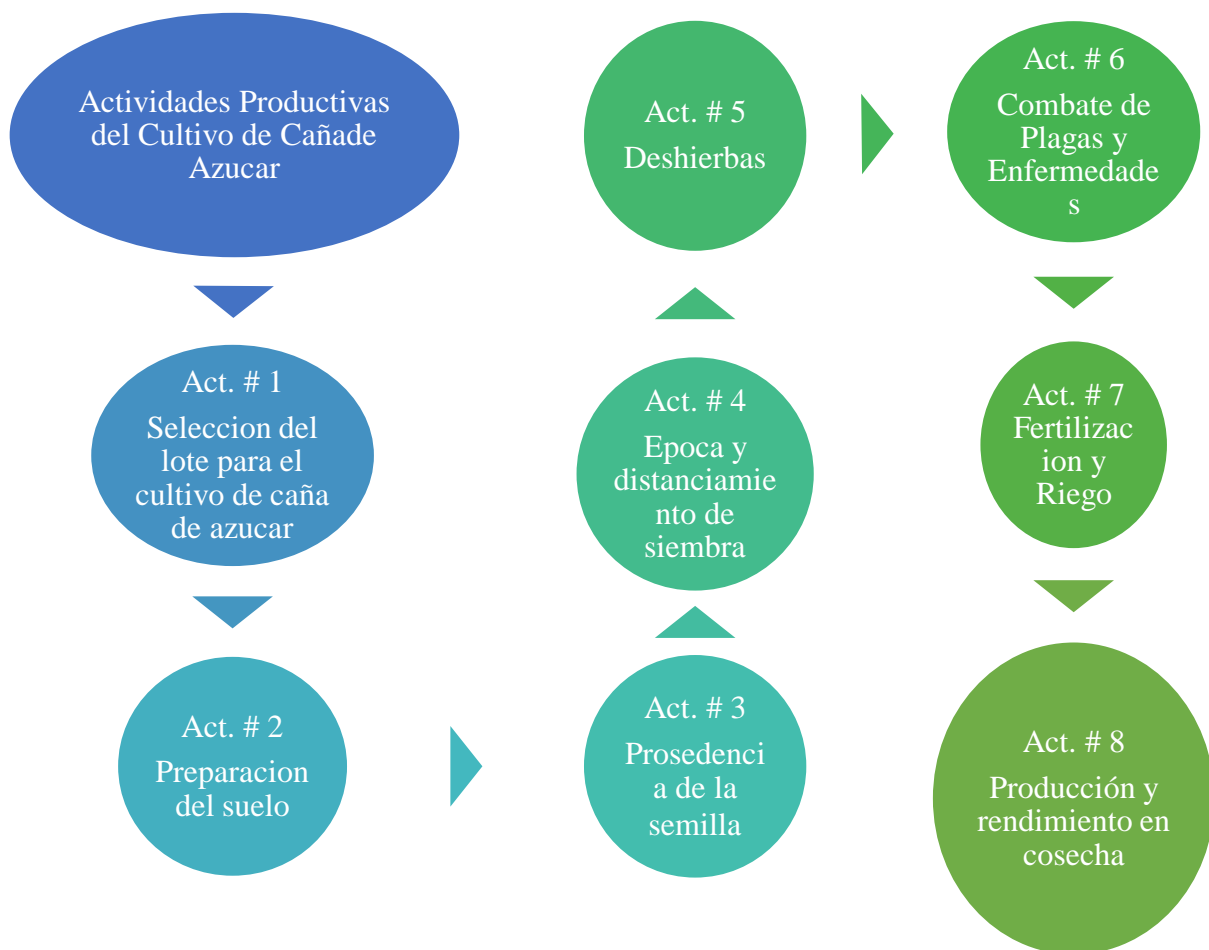 Actividades Productivas
del Cultivo de Cañade
Azucar
Act. # 1
Seleccion del
lote para el
cultivo de caña
de azucar
Act. # 2
Preparacion
del suelo
Act. # 3
Prosedenci
a de la
semilla
Act. # 4
Epoca y
distanciamie
nto de
siembra
Act. # 5
Deshierbas
Act. # 6
Combate de
Plagas y
Enfermedade
s
Act. # 7
Fertilizac
ion y
Riego
Act. # 8
Producción y
rendimiento en
cosecha